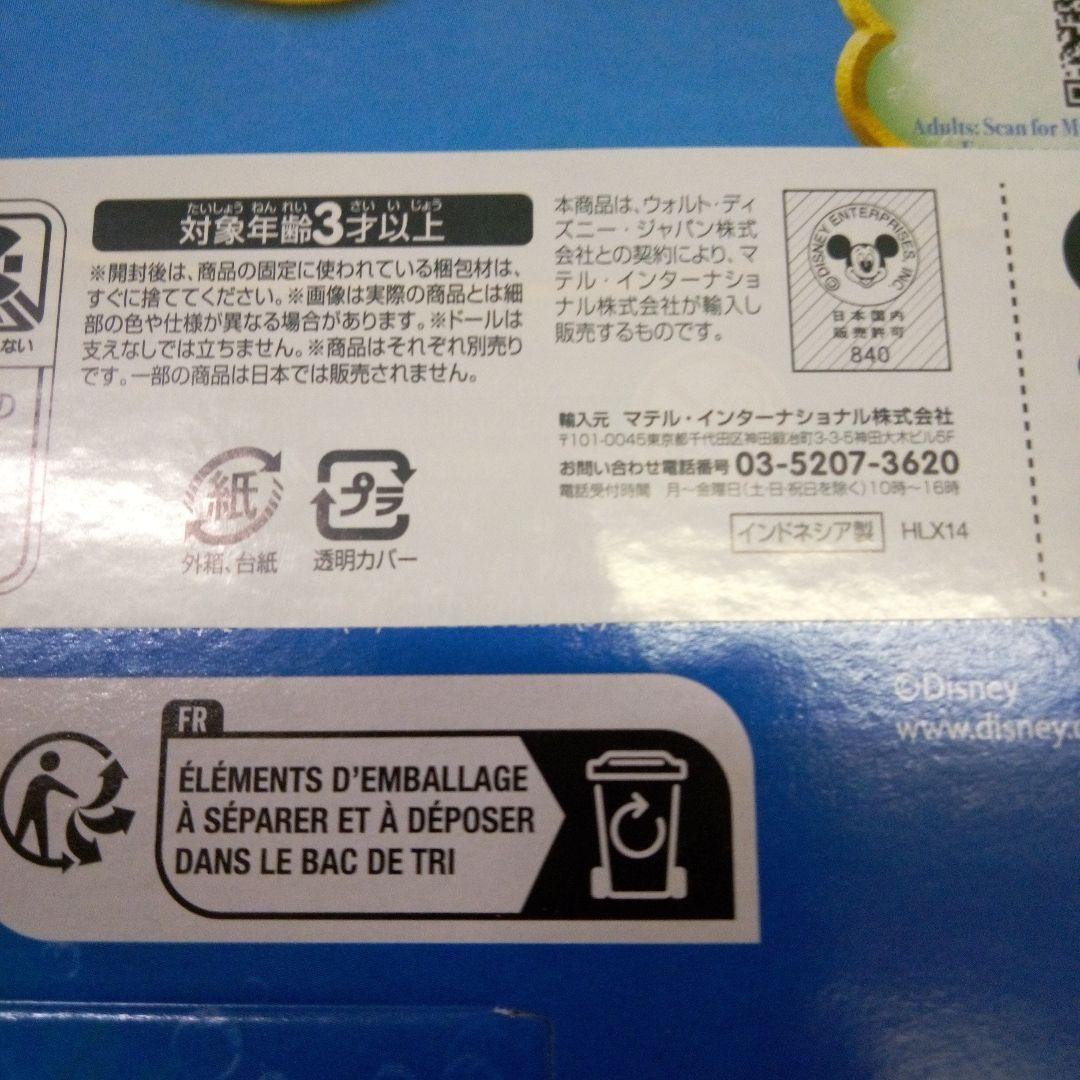 Adults: Scan for M
たいしょう ねん れい さい い じょう
対象年齢3才以上
※開封後は、商品の固定に使われている梱包材は、
すぐに捨ててください。※画像は実際の商品とは細
部の色や仕様が異なる場合があります。※ドールは
支えなしでは立ちません。※商品はそれぞれ別売り
です。一部の商品は日本では販売されません。
ない
の
紙
外箱、台紙
プラ
透明カバー
本商品は、ウォルト・ディ
ズニー・ジャパン株式
会社との契約により、マ
テル・インターナショ
ナル株式会社が輸入し
販売するものです。
©DISNEY ENTERPRISES, INC
日本国内
販売許可
840
輸入元 マテル・インターナショナル株式会社
〒101-0045東京都千代田区神田鍛冶町3-3-5神田大木ビル5F
お問い合わせ電話番号 03-5207-3620
電話受付時間 月～金曜日(土・日・祝日を除く)10時～16時
インドネシア製 HLX14
©Disney
www.disney.
FR
ÉLÉMENTS D'EMBALLAGE
À SÉPARER ET À DÉPOSER
DANS LE BAC DE TRI